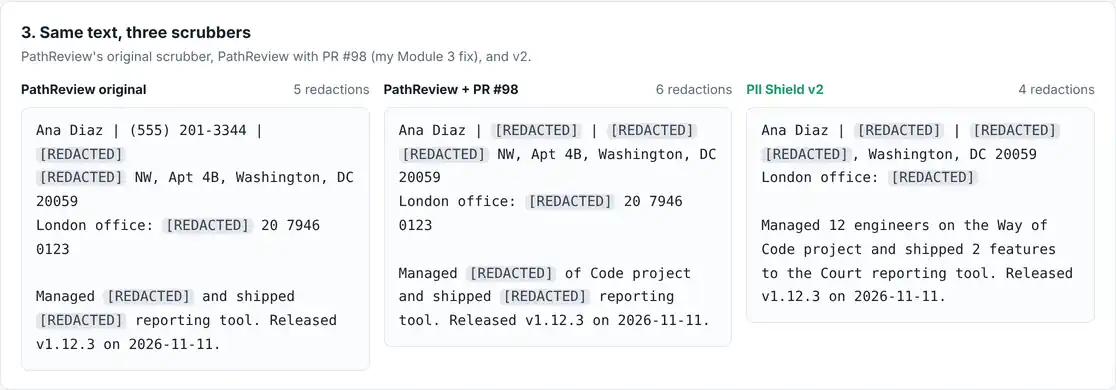 3. Same text, three scrubbers
PathReview's original scrubber, PathReview with PR #98 (my Module 3 fix), and v2.
PathReview original 5 redactions
Ana Diaz | (555) 201-3344 |
[REDACTED]
[REDACTED] NW, Apt 4B, Washington, DC
20059
London office: [REDACTED] 20 7946
0123
Managed [REDACTED] and shipped
[REDACTED] reporting tool. Released
v1.12.3 on 2026-11-11.
PathReview + PR #98 6 redactions
Ana Diaz | [REDACTED] | [REDACTED]
[REDACTED] NW, Apt 4B, Washington, DC
20059
London office: [REDACTED] 20 7946
0123
Managed [REDACTED] of Code project
and shipped [REDACTED] reporting
tool. Released v1.12.3 on 2026-11-11.
PII Shield v2 4 redactions
Ana Diaz | [REDACTED] | [REDACTED]
[REDACTED], Washington, DC 20059
London office: [REDACTED]
Managed 12 engineers on the Way of
Code project and shipped 2 features
to the Court reporting tool. Released
v1.12.3 on 2026-11-11.